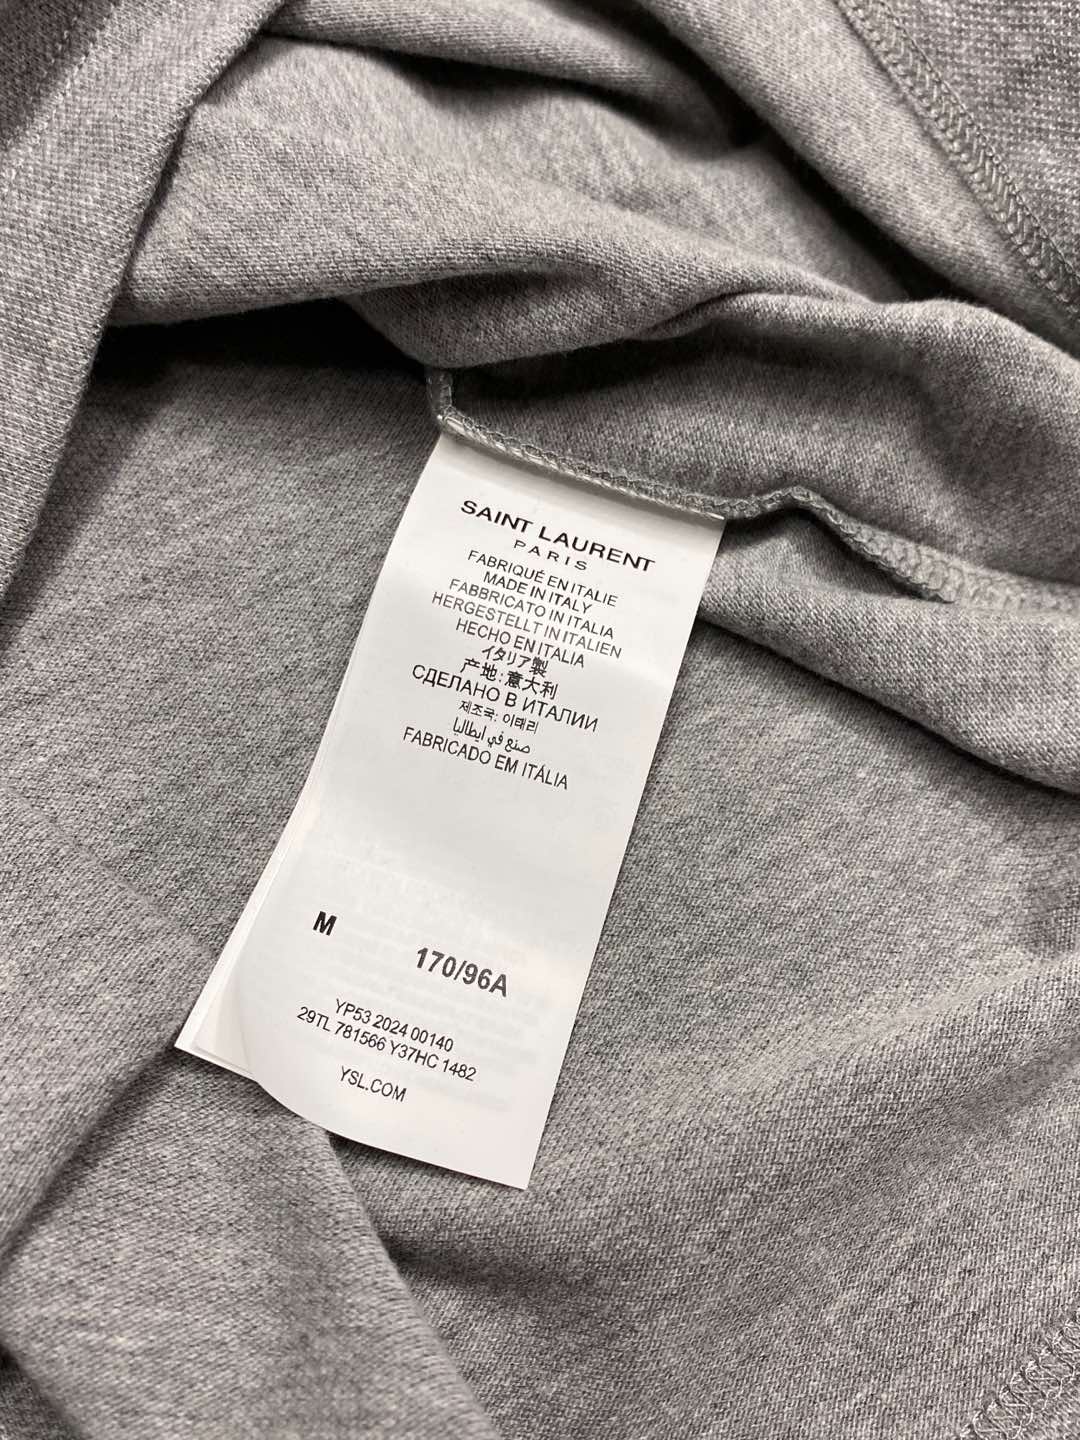 SAINT LAURENT
PARIS
FABRIQUÉ EN ITALIE
MADE IN ITALY
FABBRICATO IN ITALIA
HERGESTELLT IN ITALIEN
HECHO EN ITALIA
イタリア製
产地:意大利
СДЕЛАНО В ИТАЛИИ
제조국: 이태리
صنع في ايطاليا
FABRICADO EM ITÁLIA
M
170/96A
YP53 2024 00140
29TL 781566 Y37HC 1482
YSL.COM